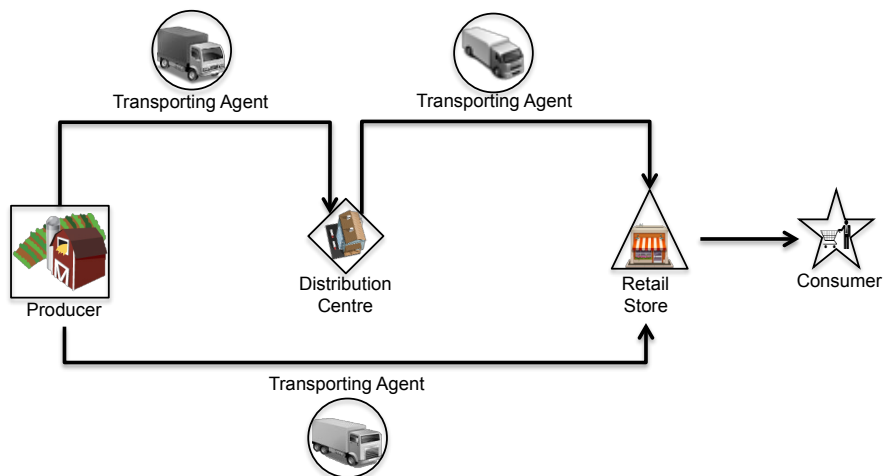 Transporting Agent
Transporting Agent
Producer
Distribution
Centre
Retail
Store
Consumer
Transporting Agent